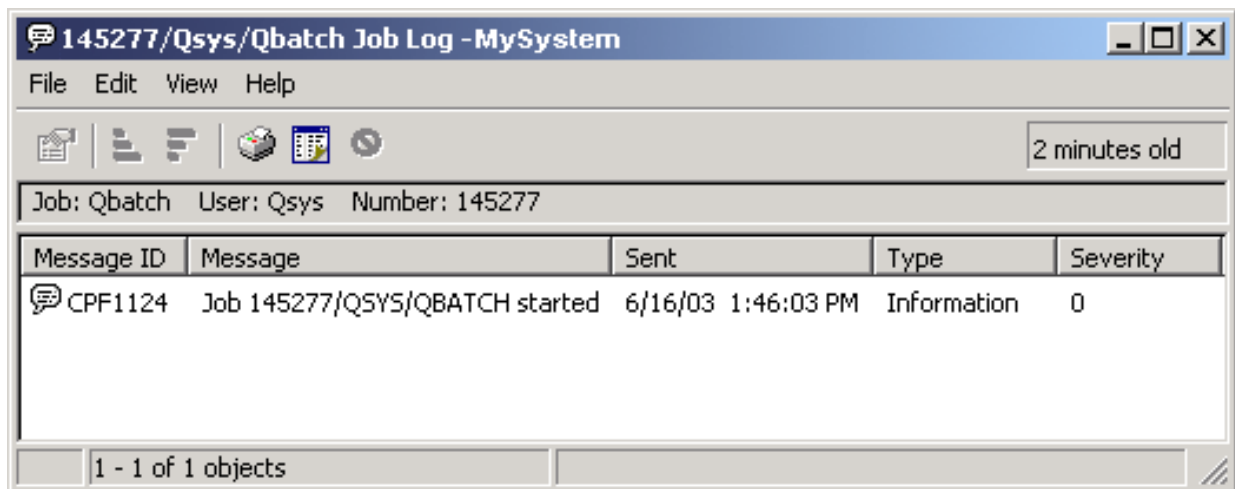 145277/Qsys/Qbatch Job Log -MySystem
File Edit View Help
2 minutes old
Job: Qbatch User: Qsys Number: 145277
Message ID Message Sent Type Severity
CPF1124 Job 145277/QSYS/QBATCH started 6/16/03 1:46:03 PM Information 0
1 - 1 of 1 objects